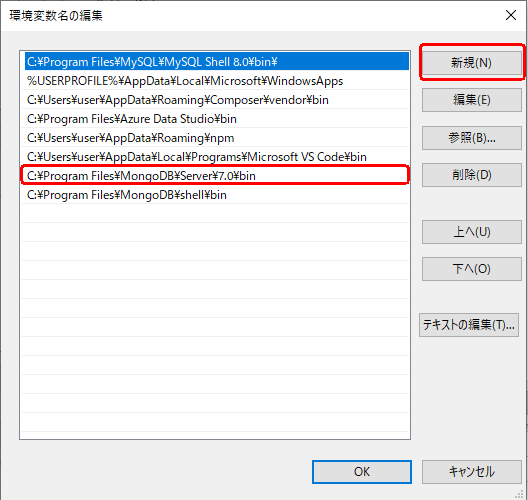 環境変数名の編集
C:¥Program Files¥MySQL¥MySQL Shell 8.0¥bin¥
%USERPROFILE%¥AppData¥Local¥Microsoft¥WindowsApps
C:¥Users¥user¥AppData¥Roaming¥Composer¥vendor¥bin
C:¥Program Files¥Azure Data Studio¥bin
C:¥Users¥user¥AppData¥Roaming¥npm
C:¥Users¥user¥AppData¥Local¥Programs¥Microsoft VS Code¥bin
C:¥Program Files¥MongoDB¥Server¥7.0¥bin
C:¥Program Files¥MongoDB¥shell¥bin
新規(N)
編集(E)
参照(B)...
削除(D)
上へ(U)
下へ(O)
テキストの編集(T)...
OK
キャンセル